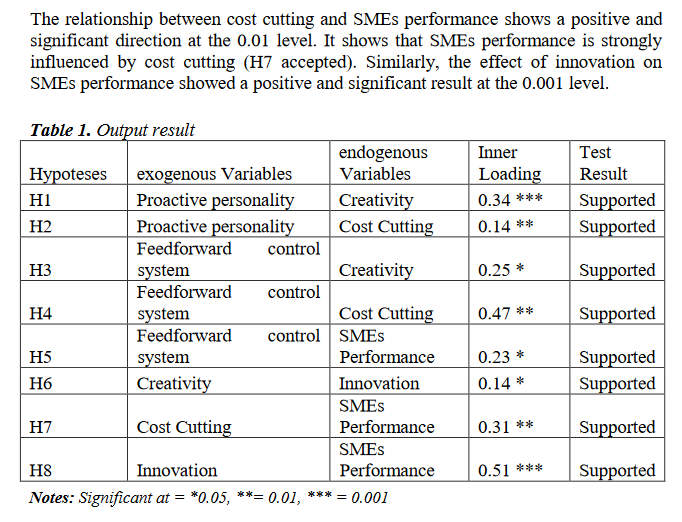 The relationship between cost cutting and SMEs performance shows a positive and
significant direction at the 0.01 level. It shows that SMEs performance is strongly
influenced by cost cutting (H7 accepted). Similarly, the effect of innovation on
SMEs performance showed a positive and significant result at the 0.001 level.
Table 1. Output result
Hypoteses exogenous Variables endogenous Variables Inner Loading Test Result
H1 Proactive personality Creativity 0.34 *** Supported
H2 Proactive personality Cost Cutting 0.14 ** Supported
H3 Feedforward control system Creativity 0.25 * Supported
H4 Feedforward control system Cost Cutting 0.47 ** Supported
H5 Feedforward control system SMEs Performance 0.23 * Supported
H6 Creativity Innovation 0.14 * Supported
H7 Cost Cutting SMEs Performance 0.31 ** Supported
H8 Innovation SMEs Performance 0.51 *** Supported
Notes: Significant at = *0.05, **= 0.01, *** = 0.001